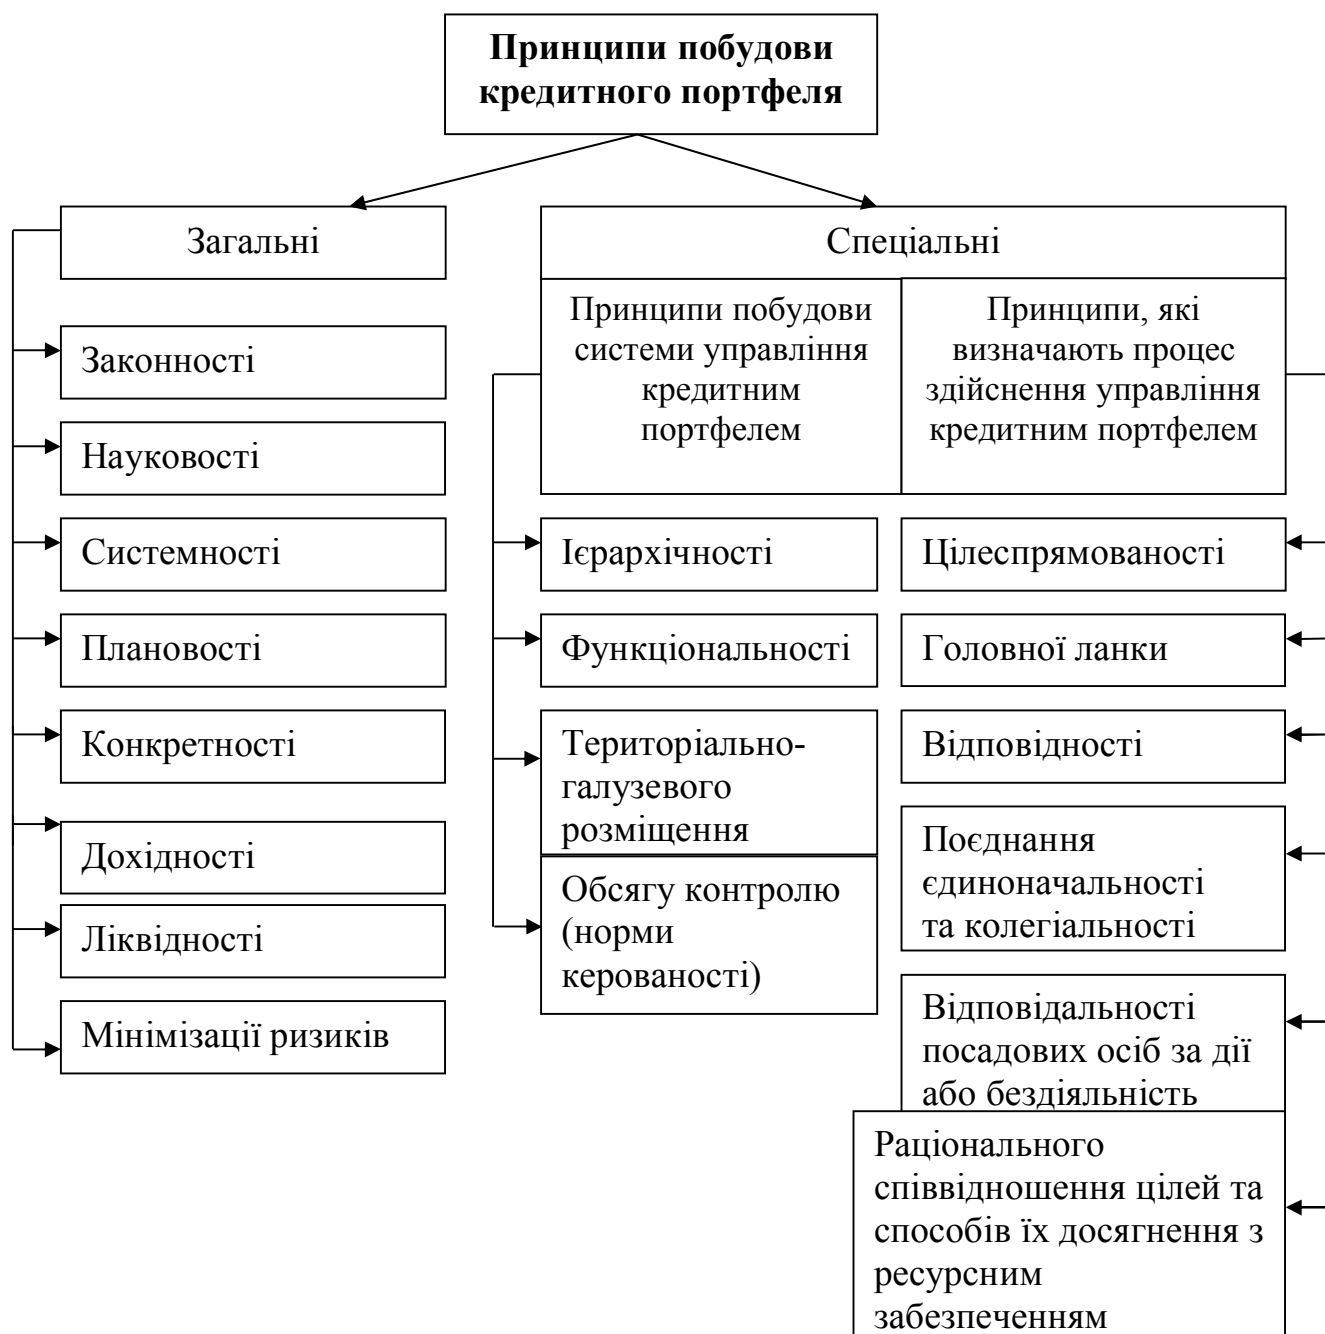 Принципи побудови
кредитного портфеля
Загальні
Законності
Науковості
Системності
Плановості
Конкретності
Дохідності
Ліквідності
Мінімізації ризиків
Спеціальні
Принципи побудови
системи управління
кредитним
портфелем
Ієрархічності
Функціональності
Територіально-
галузевого
розміщення
Обсягу контролю
(норми
керованості)
Принципи, які
визначають процес
здійснення управління
кредитним портфелем
Цілеспрямованості
Головної ланки
Відповідності
Поєднання
єдиноначальності
та колегіальності
Відповідальності
посадових осіб за дії
або бездіяльність
Раціонального
співвідношення цілей та
способів їх досягнення з
ресурсним
забезпеченням